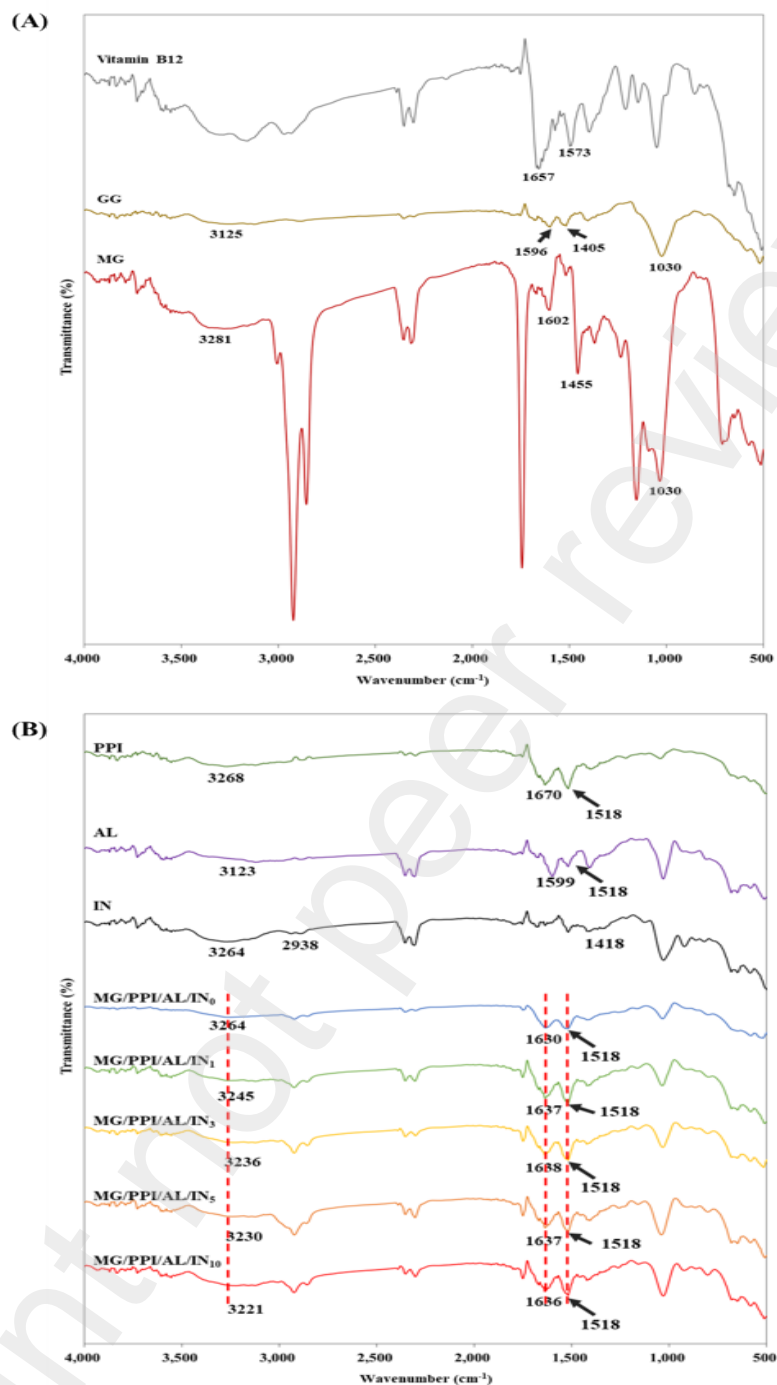 (A)
Vitamin B12
1573
1657
GG
3125
1596
1405
1030
MG
3281
1602
1455
1030
Transmittance (%)
4,000 3,500 3,000 2,500 2,000 1,500 1,000 500
Wavenumber (cm-1)
(B)
PPI
3268
1670
1518
AL
3123
1599
1518
IN
3264
2938
1418
MG/PPI/AL/IN0
3264
1630
1518
MG/PPI/AL/IN1
3245
1637
1518
MG/PPI/AL/IN3
3236
1638
1518
MG/PPI/AL/IN5
3230
1637
1518
MG/PPI/AL/IN10
3221
1636
1518
Transmittance (%)
4,000 3,500 3,000 2,500 2,000 1,500 1,000 500
Wavenumber (cm-1)
not peer review